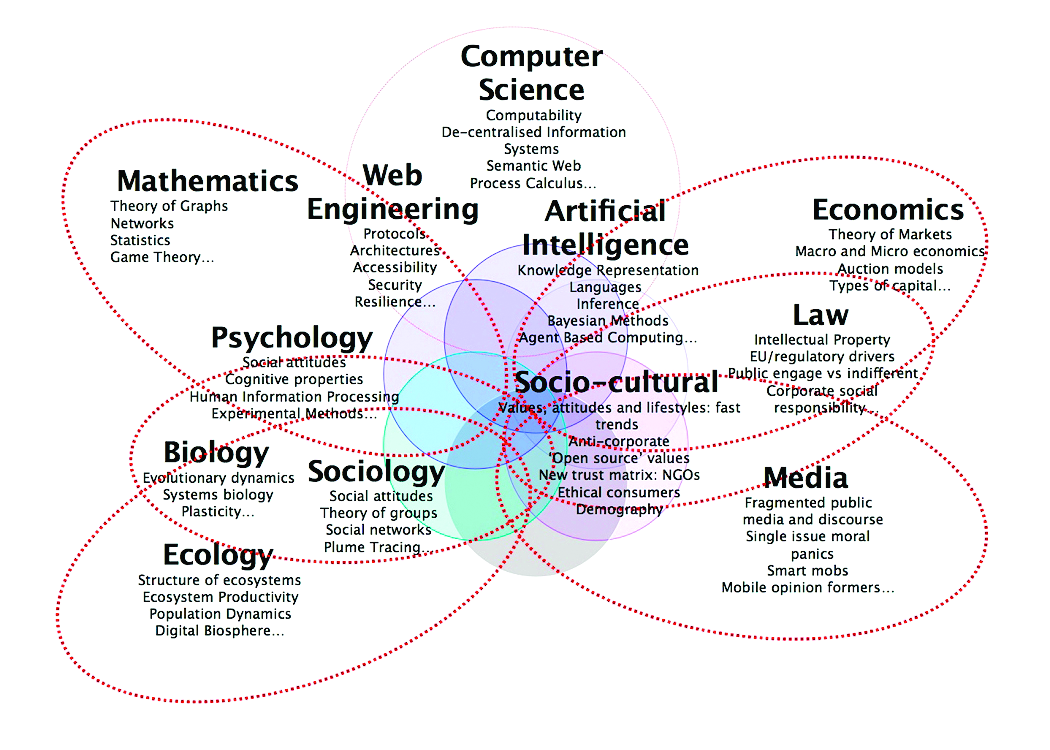 Computer
Science
Computability
De-centralised Information
Systems
Semantic Web
Process Calculus...
Mathematics
Theory of Graphs
Networks
Statistics
Game Theory...
Web
Engineering
Protocols
Architectures
Accessibility
Security
Resilience...
Artificial
Intelligence
Knowledge Representation
Languages
Inference
Bayesian Methods
Agent Based Computing...
Economics
Theory of Markets
Macro and Micro economics
Auction models
Types of capital...
Law
Intellectual Property
EU/regulatory drivers
Public engage vs indifferent
Corporate social
responsibility...
Psychology
Social attitudes
Cognitive properties
Human Information Processing
Experimental Methods...
Socio-cultural
Values, attitudes and lifestyles: fast
trends
Anti-corporate
'Open source' values
New trust matrix: NGOs
Ethical consumers
Demography
Biology
Evolutionary dynamics
Systems biology
Plasticity...
Sociology
Social attitudes
Theory of groups
Social networks
Plume Tracing...
Media
Fragmented public
media and discourse
Single issue moral
panics
Smart mobs
Mobile opinion formers...
Ecology
Structure of ecosystems
Ecosystem Productivity
Population Dynamics
Digital Biosphere...